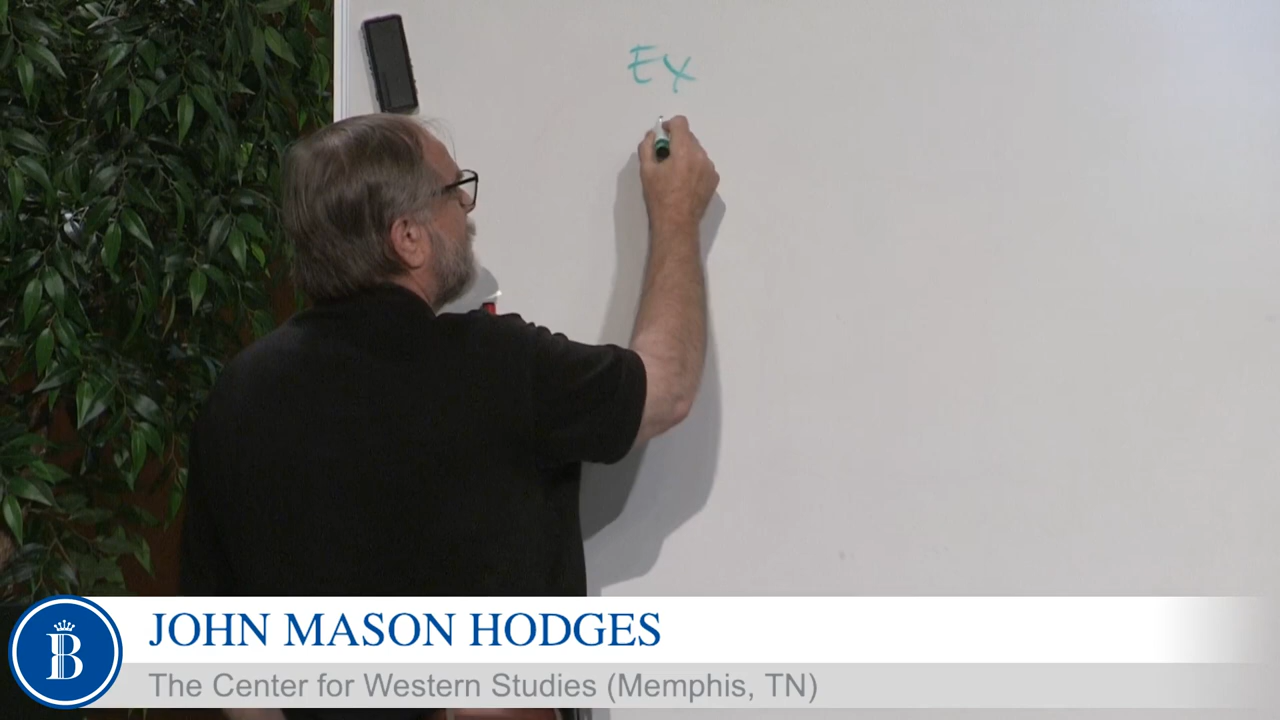 EX
B
JOHN MASON HODGES
The Center for Western Studies (Memphis, TN)